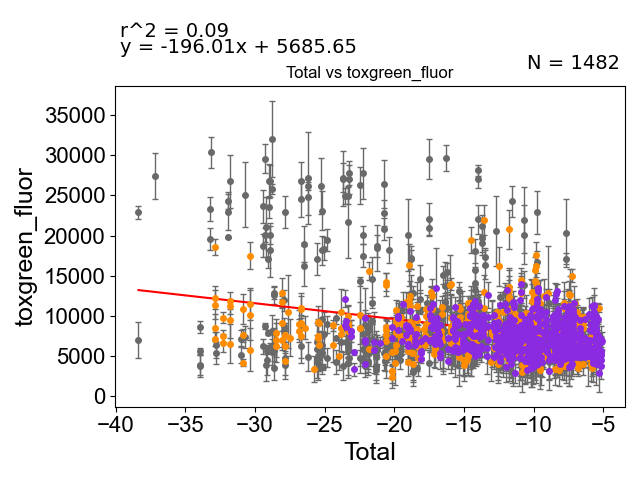 r^2 = 0.09
y = -196.01x + 5685.65
N = 1482
Total vs toxgreen_fluor
toxgreen_fluor
35000
30000
25000
20000
15000
10000
5000
0
−40 −35 −30 −25 −20 −15 −10 −5
Total